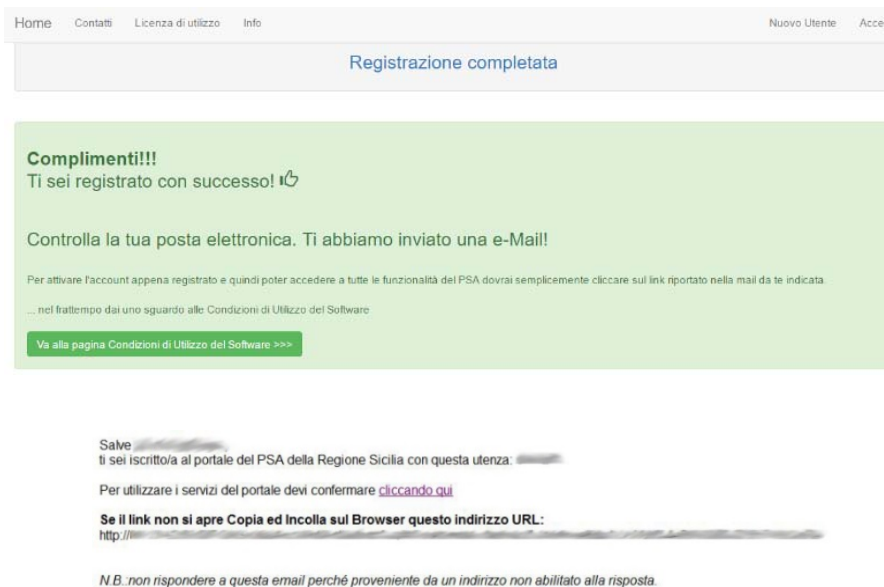 Home Contatti Licenza di utilizzo Info Nuovo Utente Acce
Registrazione completata
Complimenti!!!
Ti sei registrato con successo!
Controlla la tua posta elettronica. Ti abbiamo inviato una e-Mail!
Per attivare l'account appena registrato e quindi poter accedere a tutte le funzionalità del PSA dovrai semplicemente cliccare sul link riportato nella mail da te indicata.
... nel frattempo dai uno sguardo alle Condizioni di Utilizzo del Software
Va alla pagina Condizioni di Utilizzo del Software >>>
Salve
ti sei iscritto/a al portale del PSA della Regione Sicilia con questa utenza:
Per utilizzare i servizi del portale devi confermare cliccando qui
Se il link non si apre Copia ed Incolla sul Browser questo indirizzo URL:
http://
N.B.:non rispondere a questa email perché proveniente da un indirizzo non abilitato alla risposta.